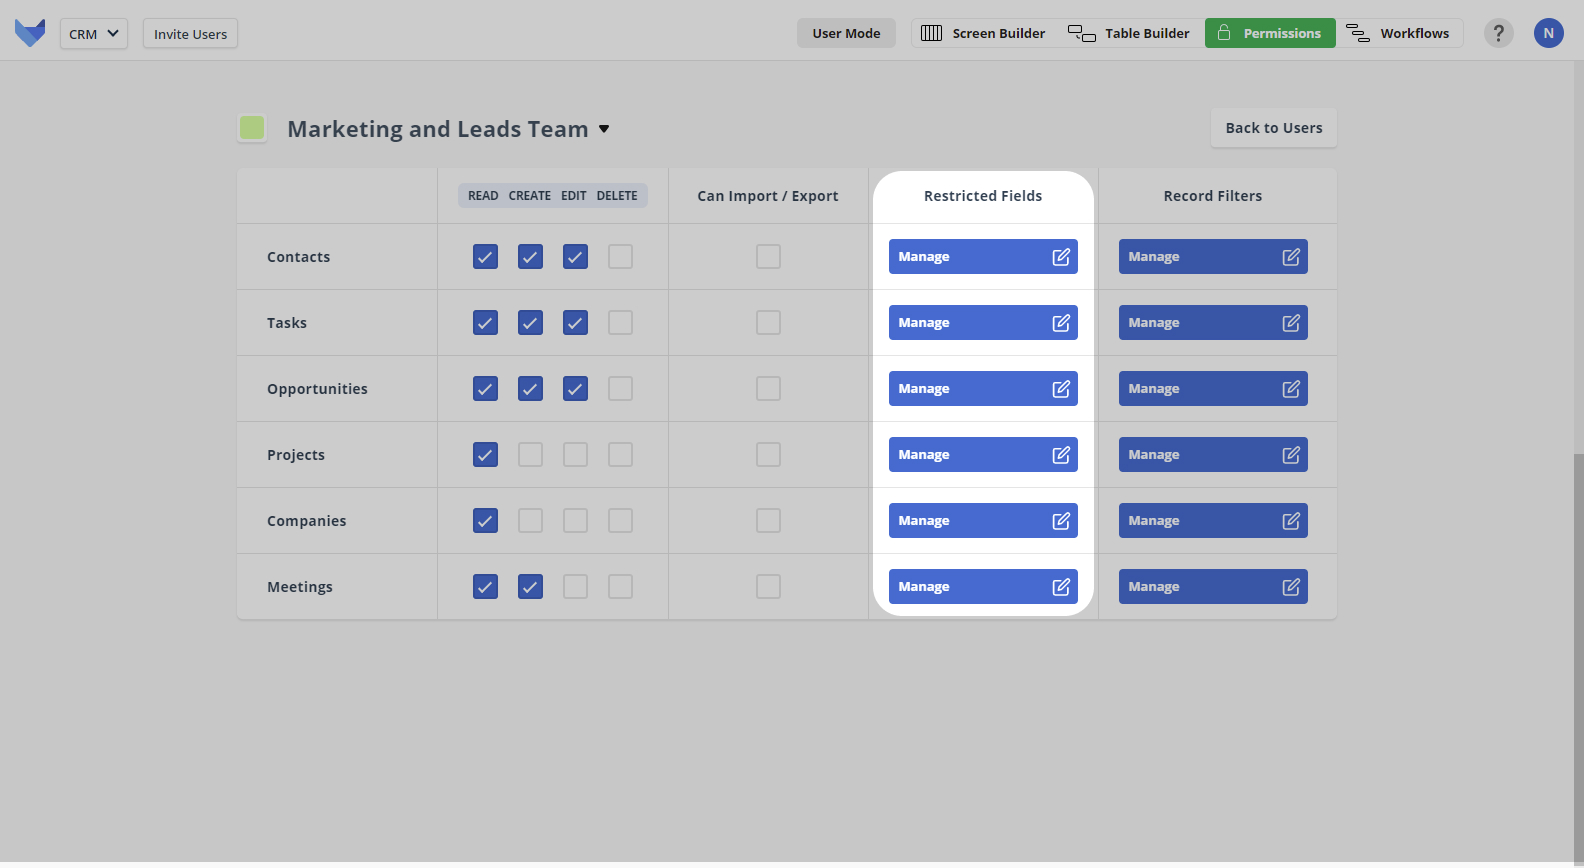 CRM Invite Users User Mode Screen Builder Table Builder Permissions Workflows ? N
Marketing and Leads Team Back to Users
READ CREATE EDIT DELETE Can Import / Export Restricted Fields Record Filters
Contacts Manage Manage
Tasks Manage Manage
Opportunities Manage Manage
Projects Manage Manage
Companies Manage Manage
Meetings Manage Manage